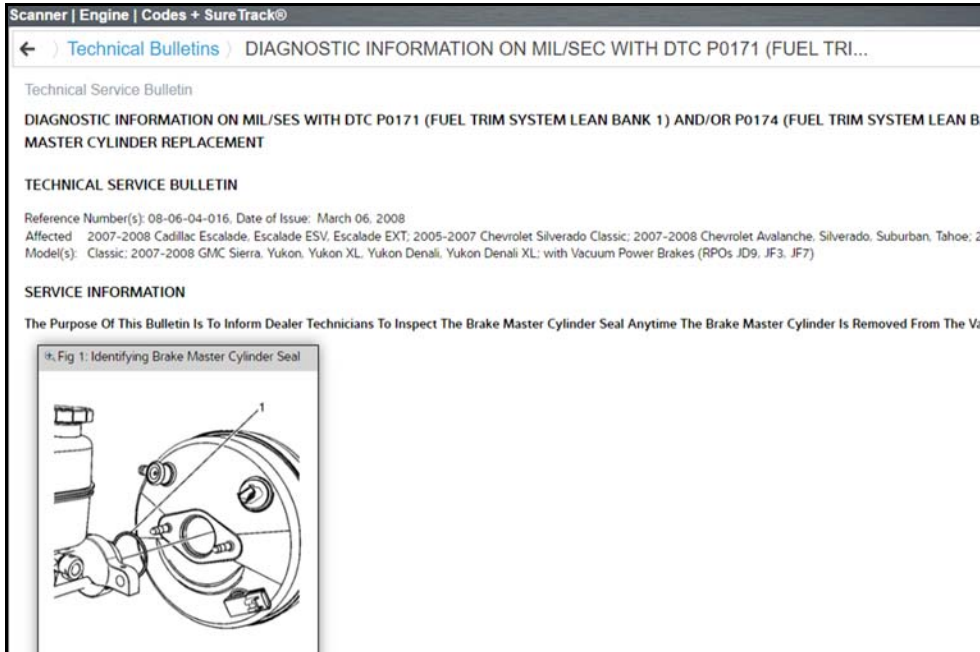 Scanner | Engine | Codes + SureTrack®
Technical Bulletins DIAGNOSTIC INFORMATION ON MIL/SEC WITH DTC P0171 (FUEL TRI...
Technical Service Bulletin
DIAGNOSTIC INFORMATION ON MIL/SES WITH DTC P0171 (FUEL TRIM SYSTEM LEAN BANK 1) AND/OR P0174 (FUEL TRIM SYSTEM LEAN B
MASTER CYLINDER REPLACEMENT
TECHNICAL SERVICE BULLETIN
Reference Number(s): 08-06-04-016, Date of Issue: March 06, 2008
Affected 2007-2008 Cadillac Escalade, Escalade ESV, Escalade EXT; 2005-2007 Chevrolet Silverado Classic; 2007-2008 Chevrolet Avalanche, Silverado, Suburban, Tahoe; 2
Model(s): Classic; 2007-2008 GMC Sierra, Yukon, Yukon XL, Yukon Denali, Yukon Denali XL; with Vacuum Power Brakes (RPOs JD9, JF3, JF7)
SERVICE INFORMATION
The Purpose Of This Bulletin Is To Inform Dealer Technicians To Inspect The Brake Master Cylinder Seal Anytime The Brake Master Cylinder Is Removed From The Va
Fig 1: Identifying Brake Master Cylinder Seal
1